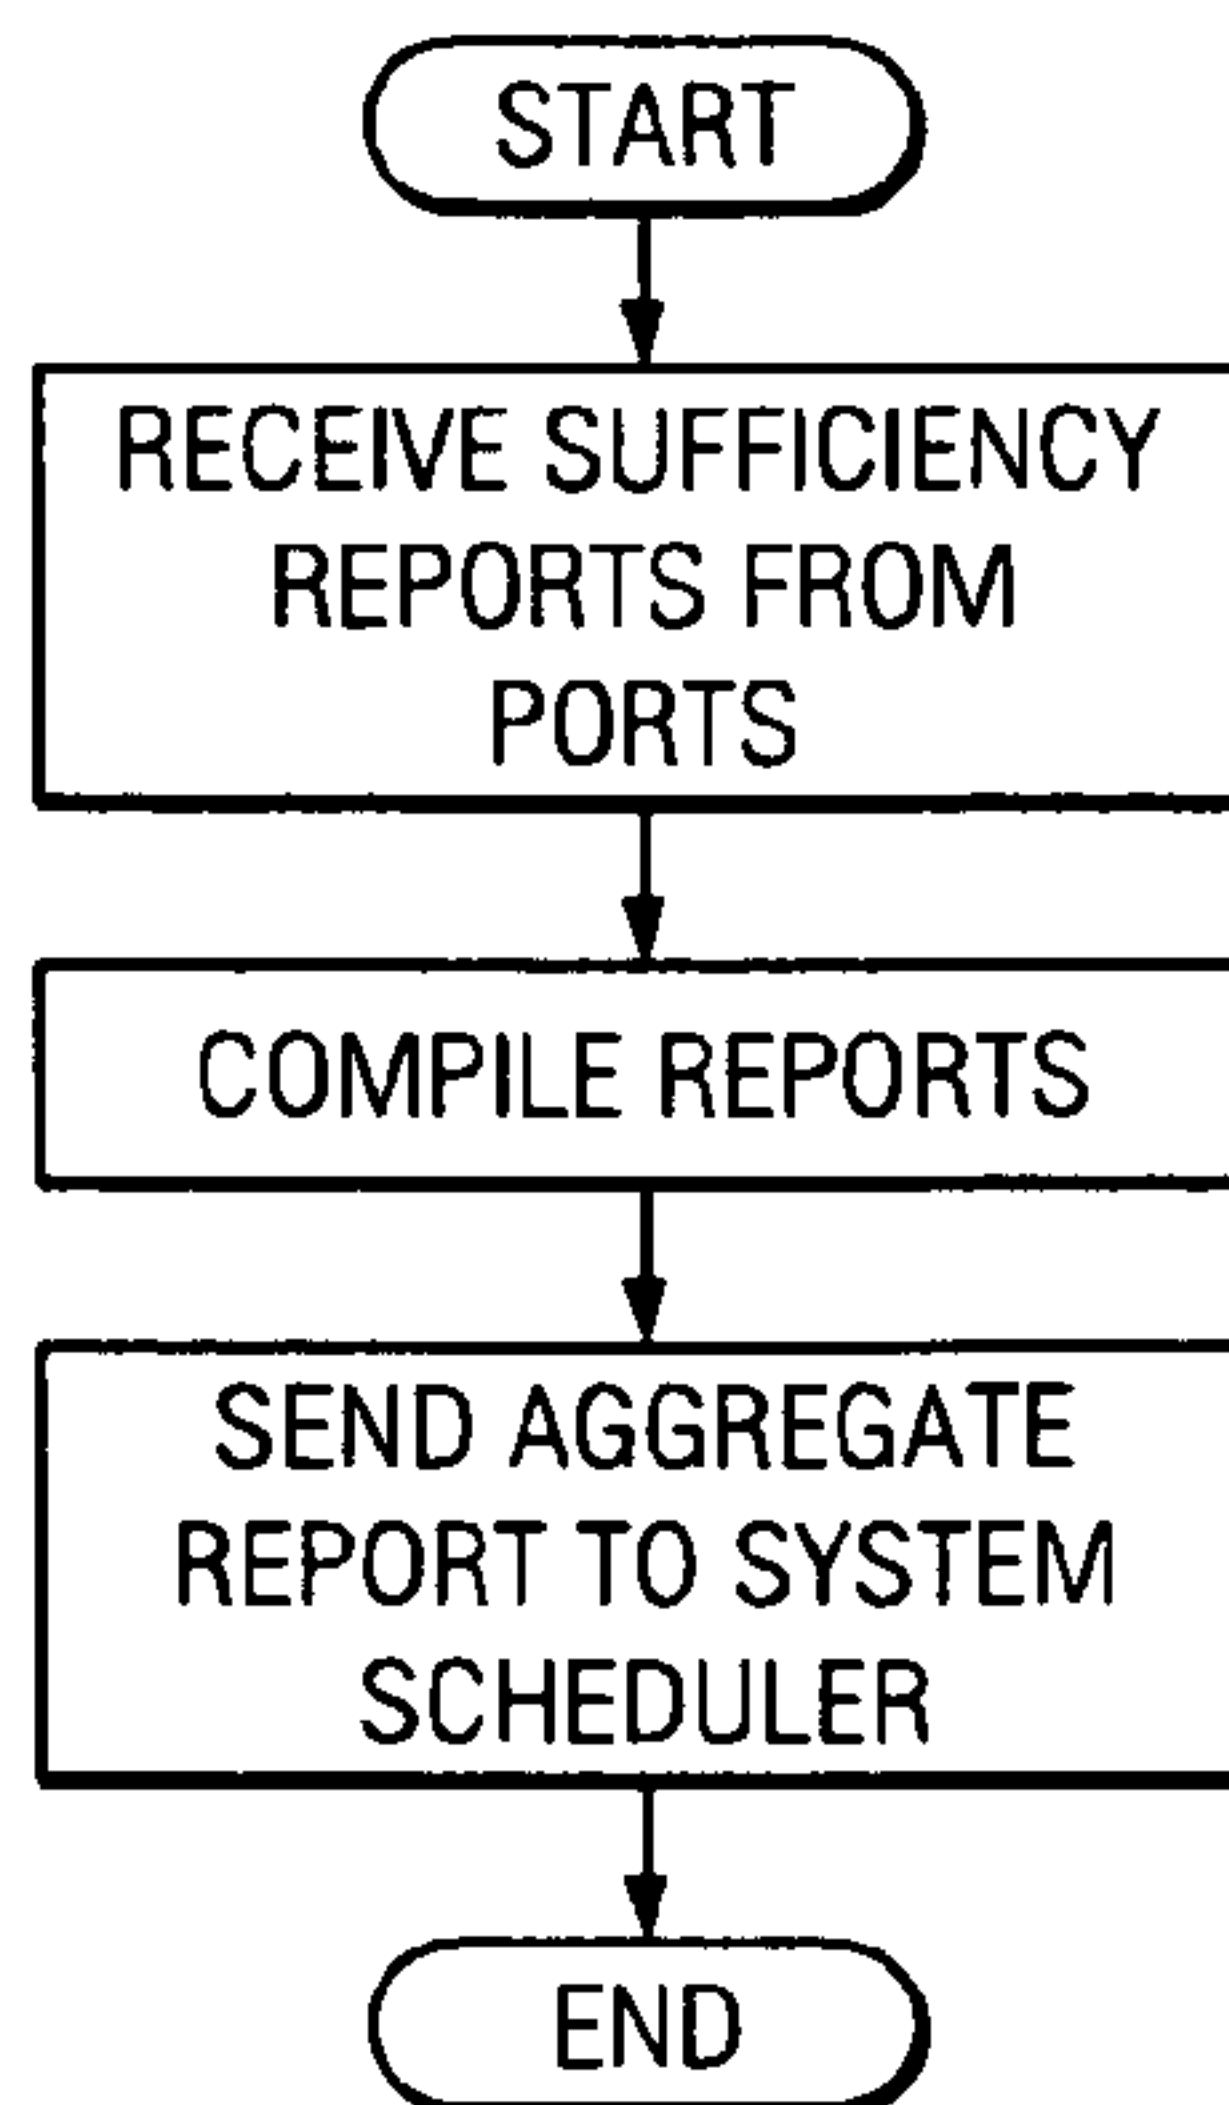 START
RECEIVE SUFFICIENCY
REPORTS FROM
PORTS
COMPILE REPORTS
SEND AGGREGATE
REPORT TO SYSTEM
SCHEDULER
END